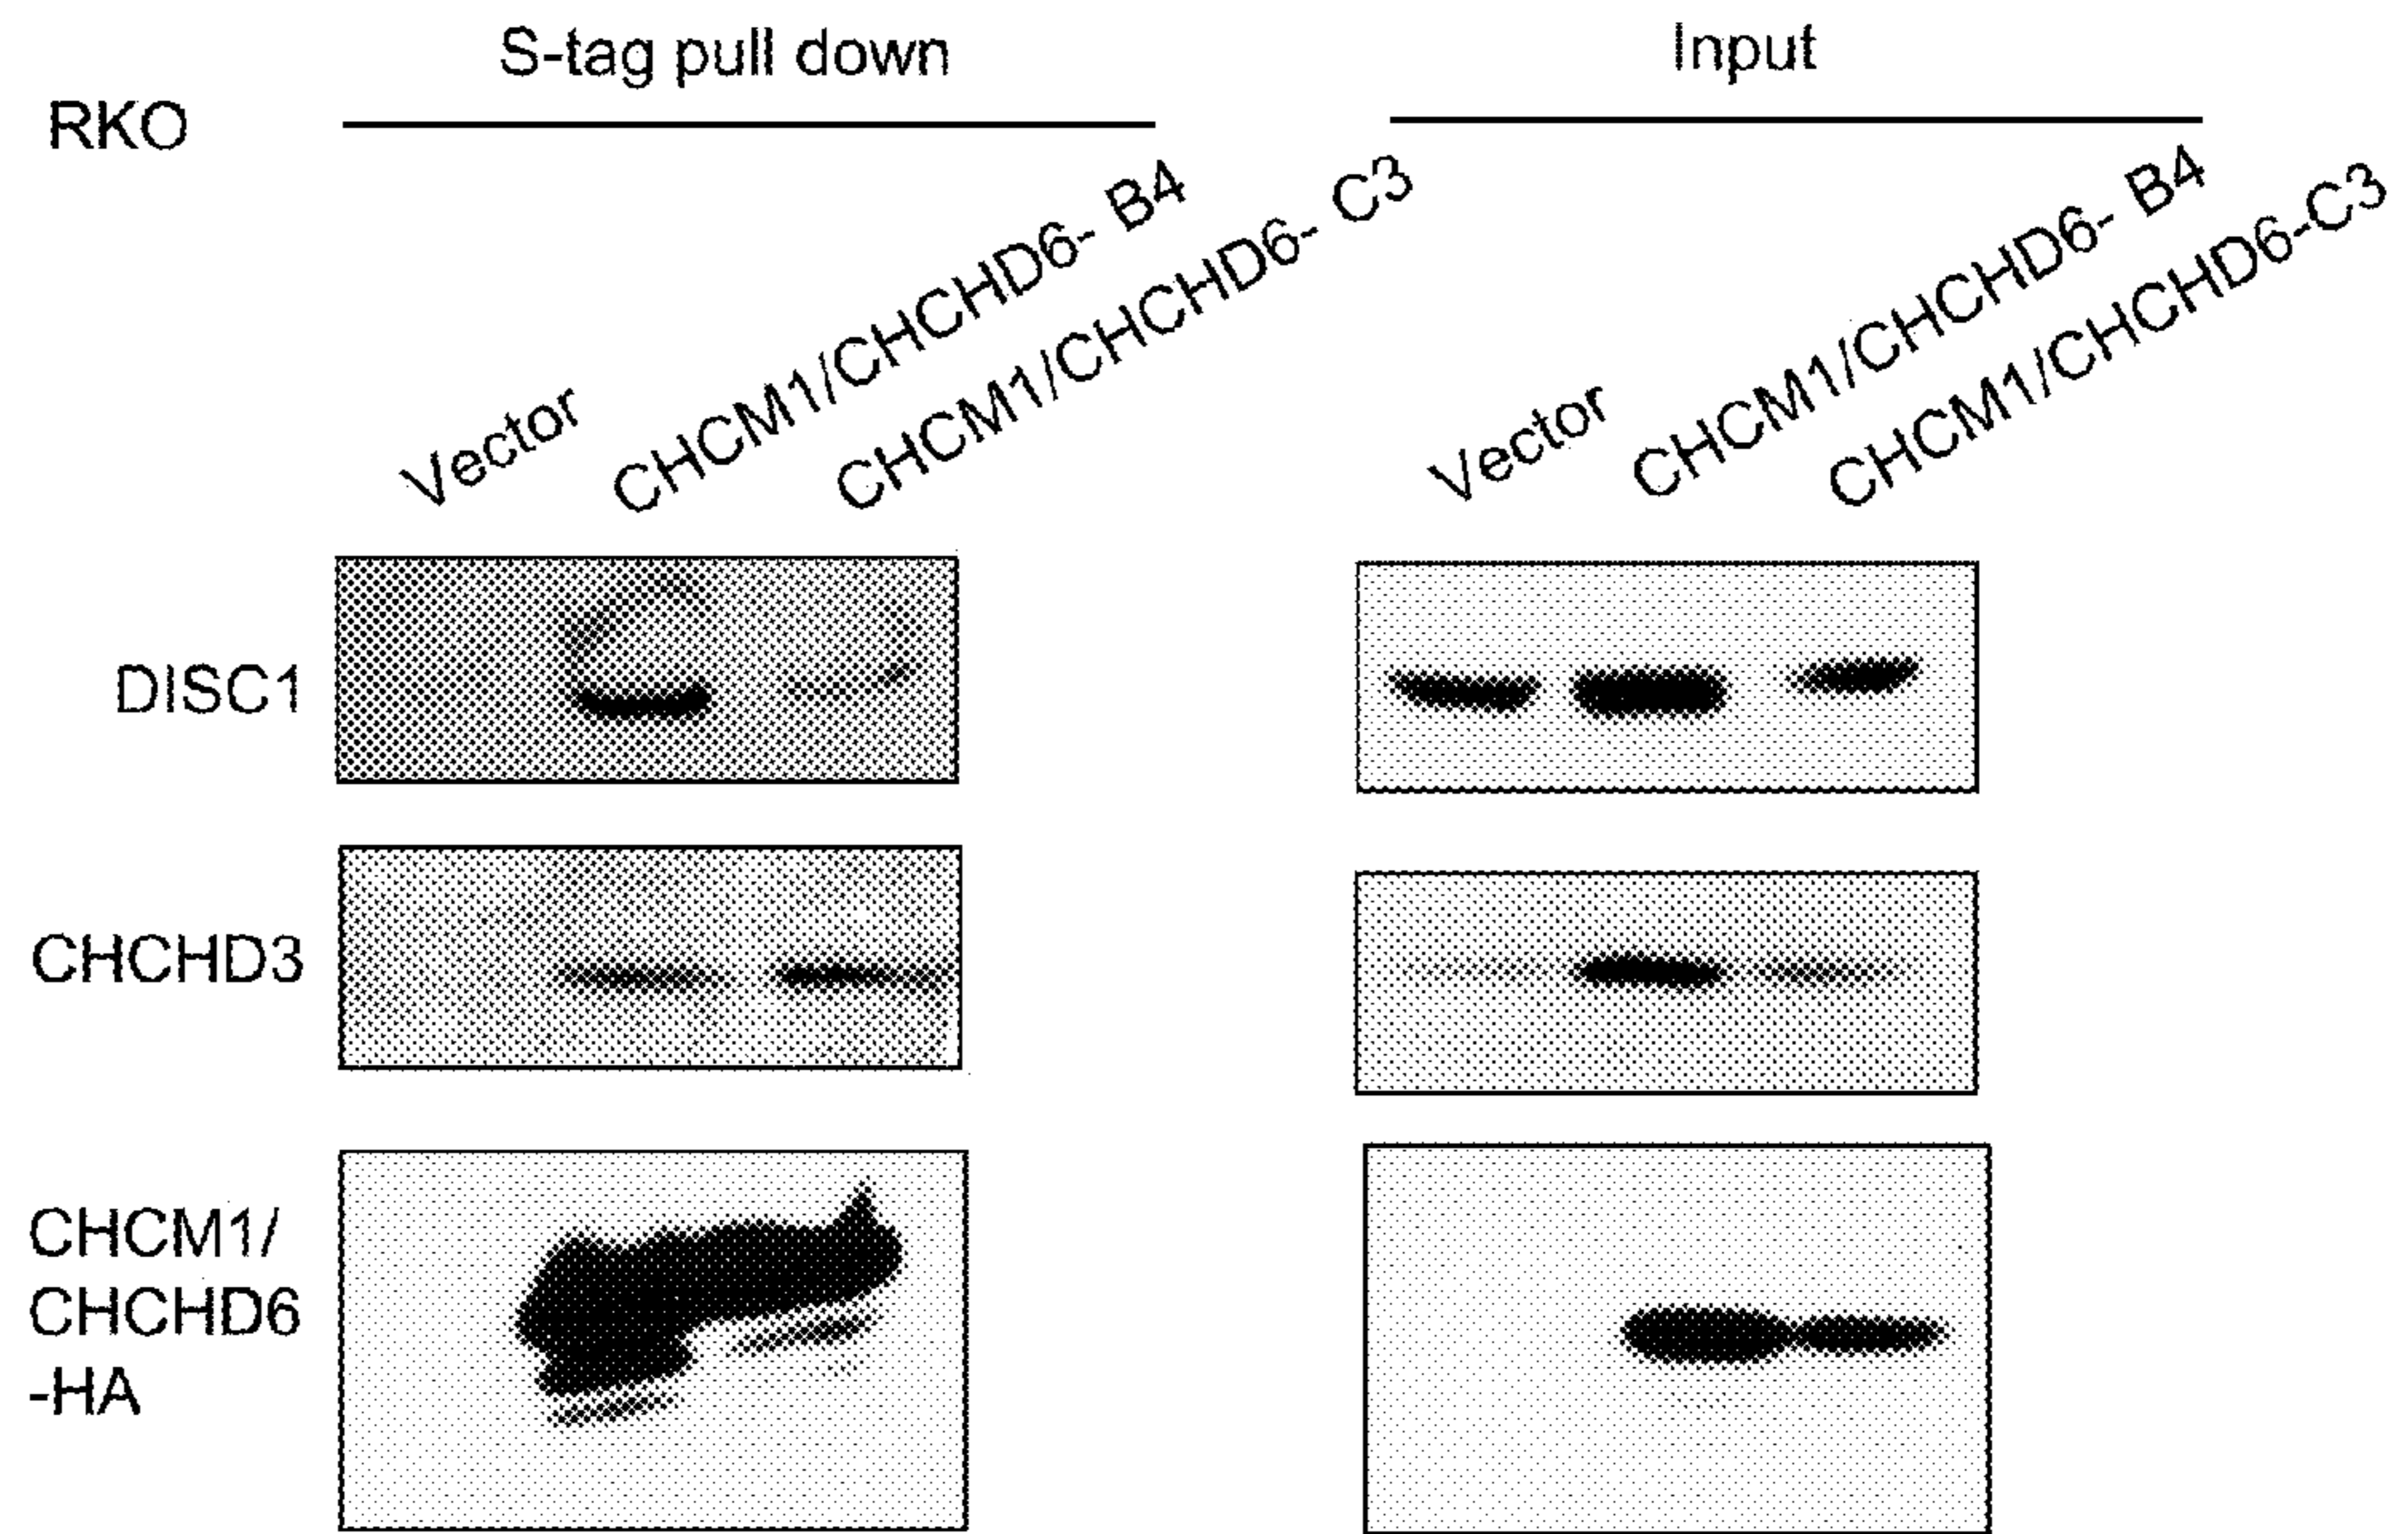 S-tag pull down
Input
RKO
Vector
CHCM1/CHCHD6- B4
CHCM1/CHCHD6- C3
Vector
CHCM1/CHCHD6- B4
CHCM1/CHCHD6-C3
DISC1
CHCHD3
CHCM1/
CHCHD6
-HA